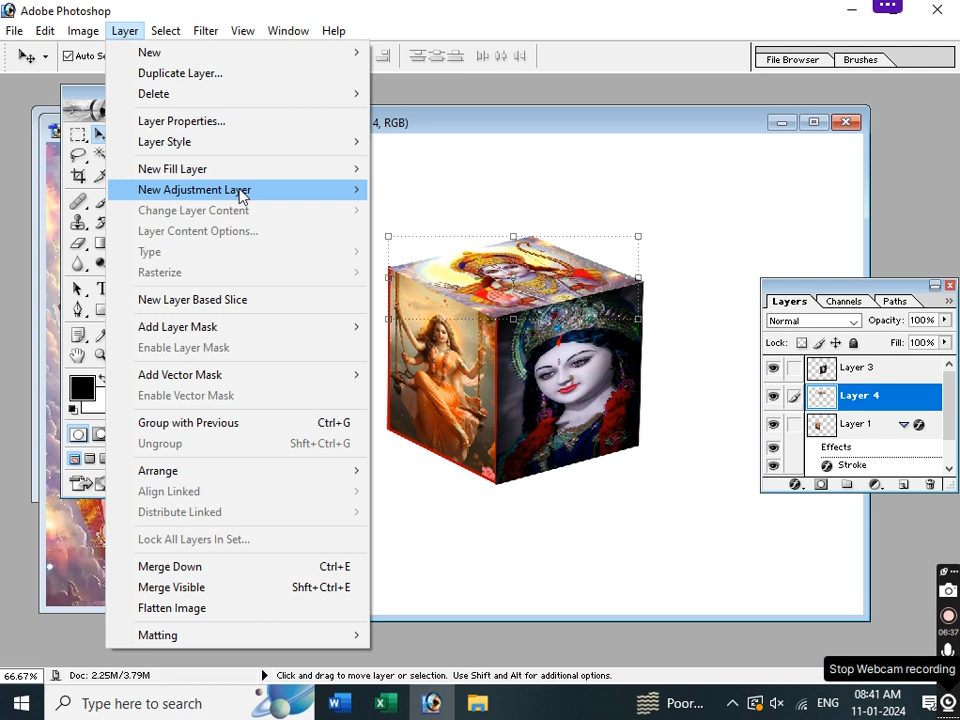 Adobe Photoshop
File Edit Image Layer Select Filter View Window Help
Auto Se
File Browser Brushes
4, RGB)
New
Duplicate Layer...
Delete
Layer Properties...
Layer Style
New Fill Layer
New Adjustment Layer
Change Layer Content
Layer Content Options...
Type
Rasterize
New Layer Based Slice
Add Layer Mask
Enable Layer Mask
Add Vector Mask
Enable Vector Mask
Group with Previous Ctrl+G
Ungroup Shft+Ctrl+G
Arrange
Align Linked
Distribute Linked
Lock All Layers In Set...
Merge Down Ctrl+E
Merge Visible Shft+Ctrl+E
Flatten Image
Matting
Layers Channels Paths
Normal Opacity: 100%
Lock: Fill: 100%
Layer 3
Layer 4
Layer 1
Effects
Stroke
06:37
Stop Webcam recording
66.67% Doc: 2.25M/3.79M Click and drag to move layer or selection. Use Shift and Alt for additional options.
Type here to search
Poor...
ENG
08:41 AM
11-01-2024